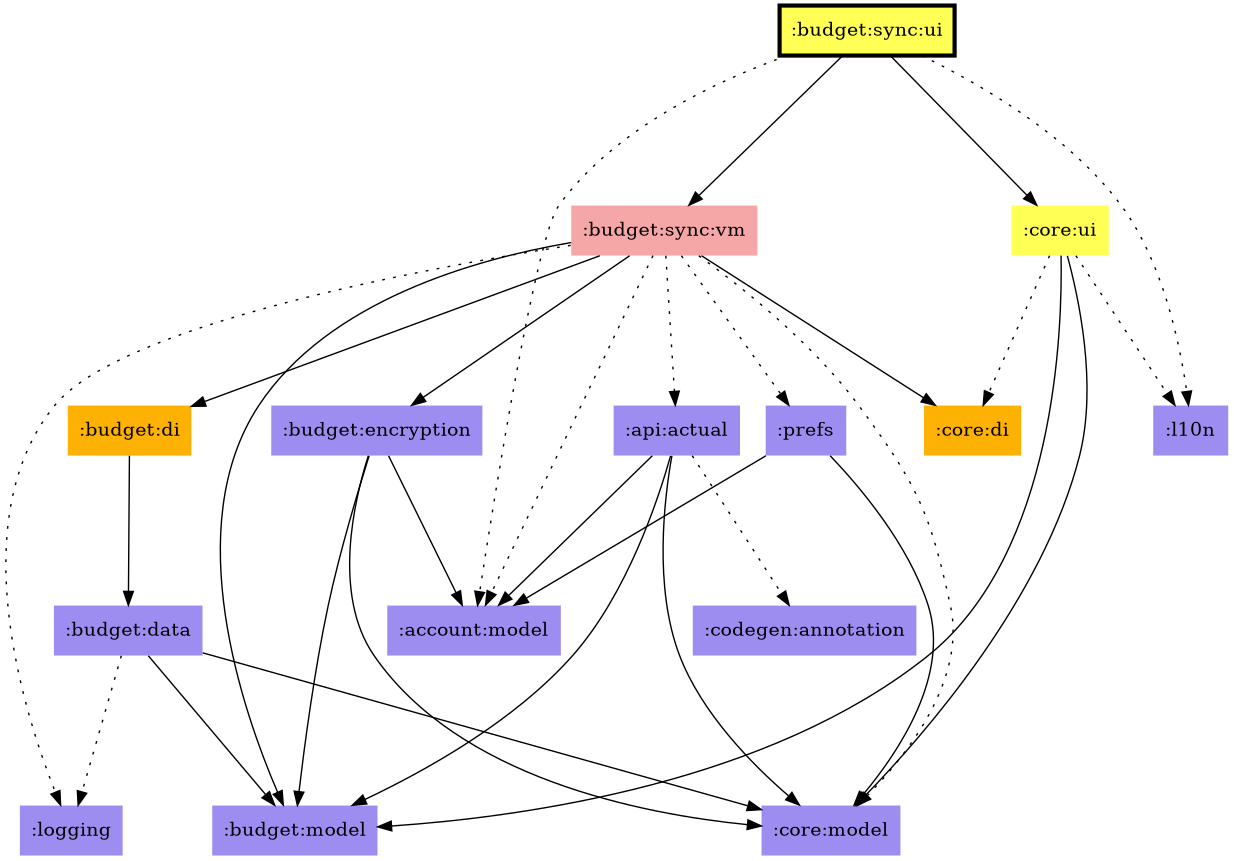 :budget:sync:ui
:budget:sync:vm
:core:ui
:budget:di
:budget:encryption
:api:actual
:prefs
:core:di
:l10n
:budget:data
:account:model
:codegen:annotation
:logging
:budget:model
:core:model